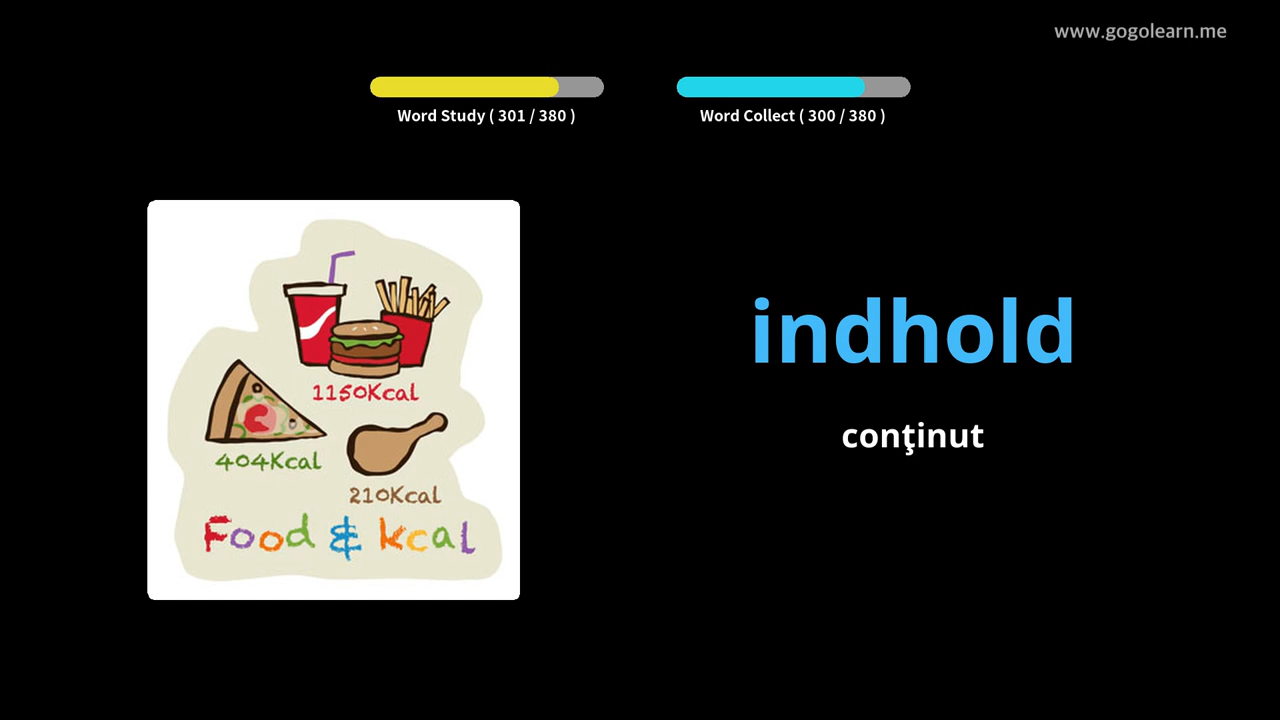 www.gogolearn.me
Word Study ( 301 / 380 )
Word Collect ( 300 / 380 )
1150Kcal
404Kcal
210Kcal
Food & kcal
indhold
conţinut